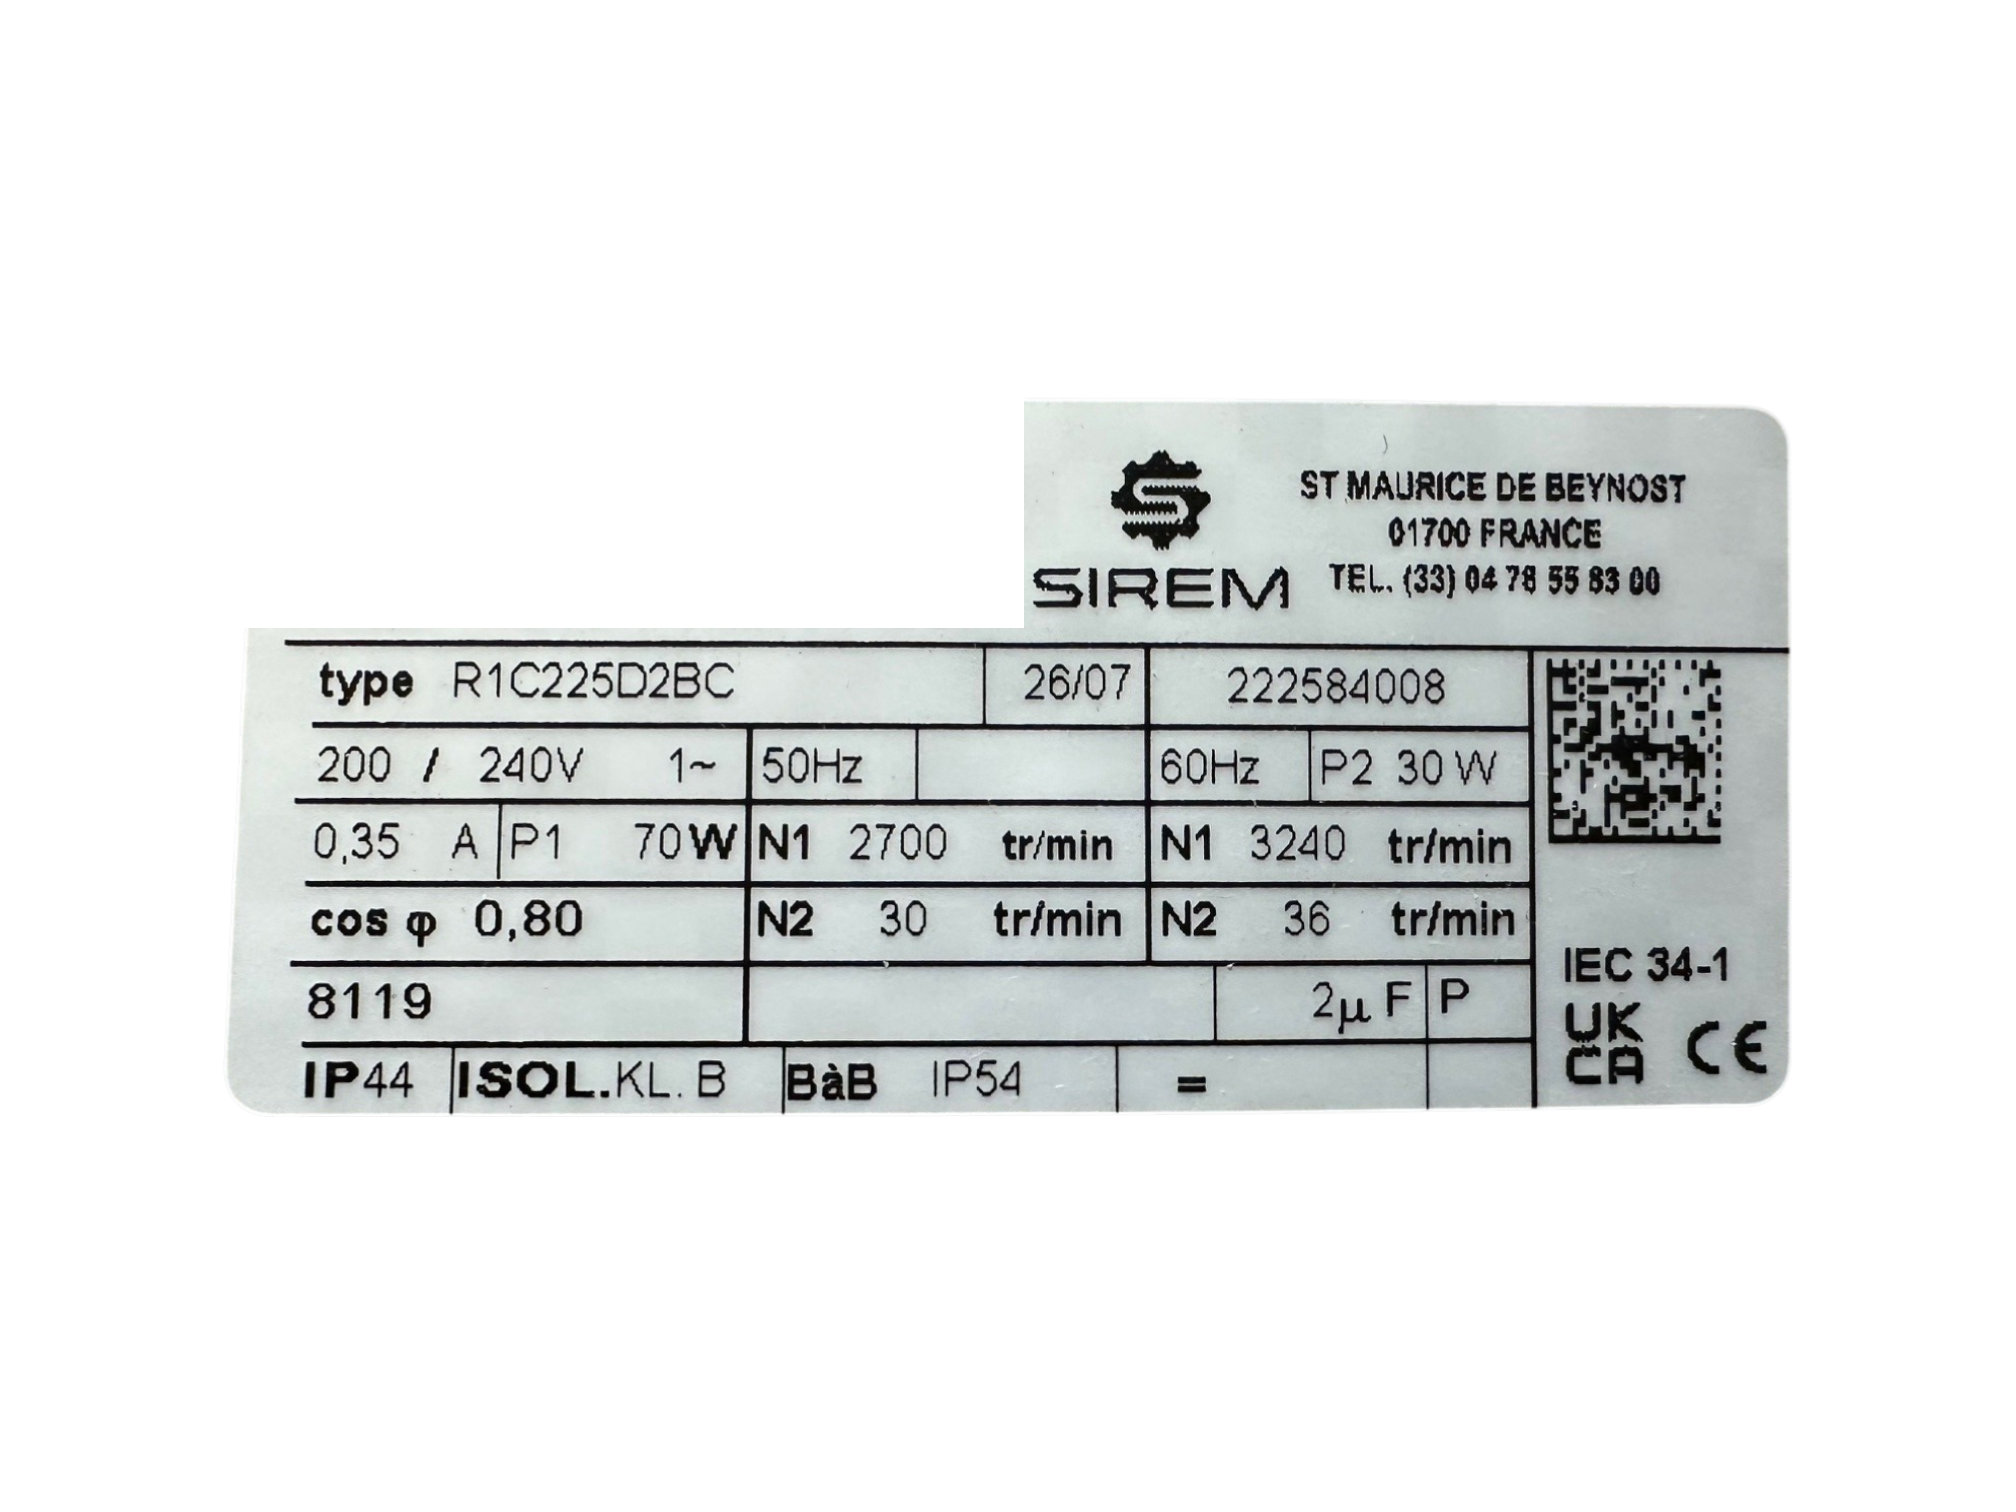 SIREM
ST MAURICE DE BEYNOST
01700 FRANCE
TEL. (33) 04 78 55 83 00
type R1C225D2BC 26/07 222584008
200 / 240V 1~ 50Hz 60Hz P2 30 W
0,35 A P1 70W N1 2700 tr/min N1 3240 tr/min
cos φ 0,80 N2 30 tr/min N2 36 tr/min
8119 2µ F P
IP44 ISOL.KL. B BàB IP54 =
IEC 34-1
UK
CA CE